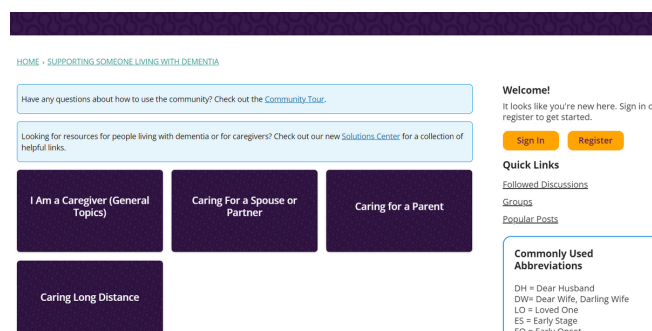 HOME › SUPPORTING SOMEONE LIVING WITH DEMENTIA
Have any questions about how to use the community? Check out the Community Tour.
Looking for resources for people living with dementia or for caregivers? Check out our new Solutions Center for a collection of
helpful links.
I Am a Caregiver (General
Topics)
Caring For a Spouse or
Partner
Caring for a Parent
Caring Long Distance
Welcome!
It looks like you're new here. Sign in
register to get started.
Sign In
Register
Quick Links
Followed Discussions
Groups
Popular Posts
Commonly Used
Abbreviations
DH = Dear Husband
DW= Dear Wife, Darling Wife
LO = Loved One
ES = Early Stage